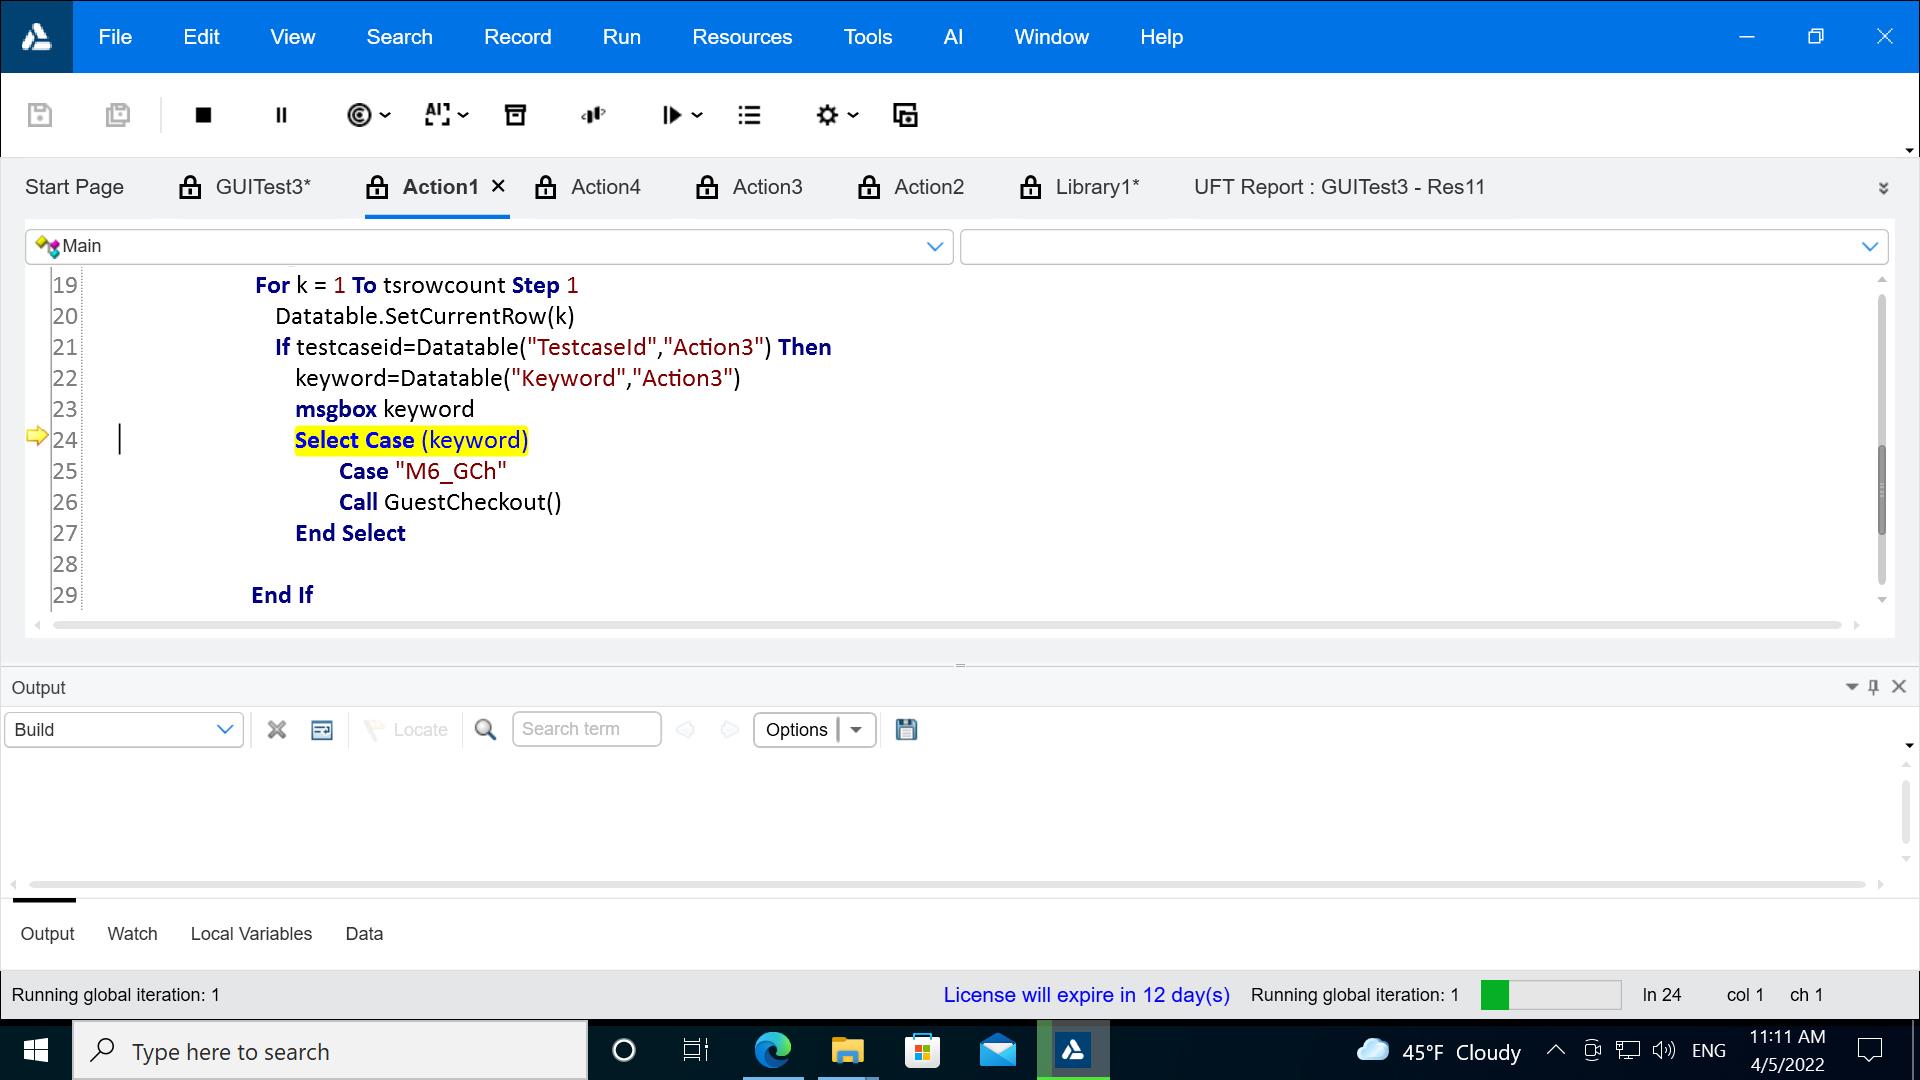 File Edit View Search Record Run Resources Tools AI Window Help
AI
Start Page GUITest3* Action1 Action4 Action3 Action2 Library1* UFT Report : GUITest3 - Res11
Main
19 For k = 1 To tsrowcount Step 1
20 Datatable.SetCurrentRow(k)
21 If testcaseid=Datatable("TestcaseId","Action3") Then
22 keyword=Datatable("Keyword","Action3")
23 msgbox keyword
24 Select Case (keyword)
25 Case "M6_GCh"
26 Call GuestCheckout()
27 End Select
28
29 End If
Output
Build Locate Search term Options
Output Watch Local Variables Data
Running global iteration: 1 License will expire in 12 day(s) Running global iteration: 1 ln 24 col 1 ch 1
Type here to search 45°F Cloudy ENG 11:11 AM
4/5/2022